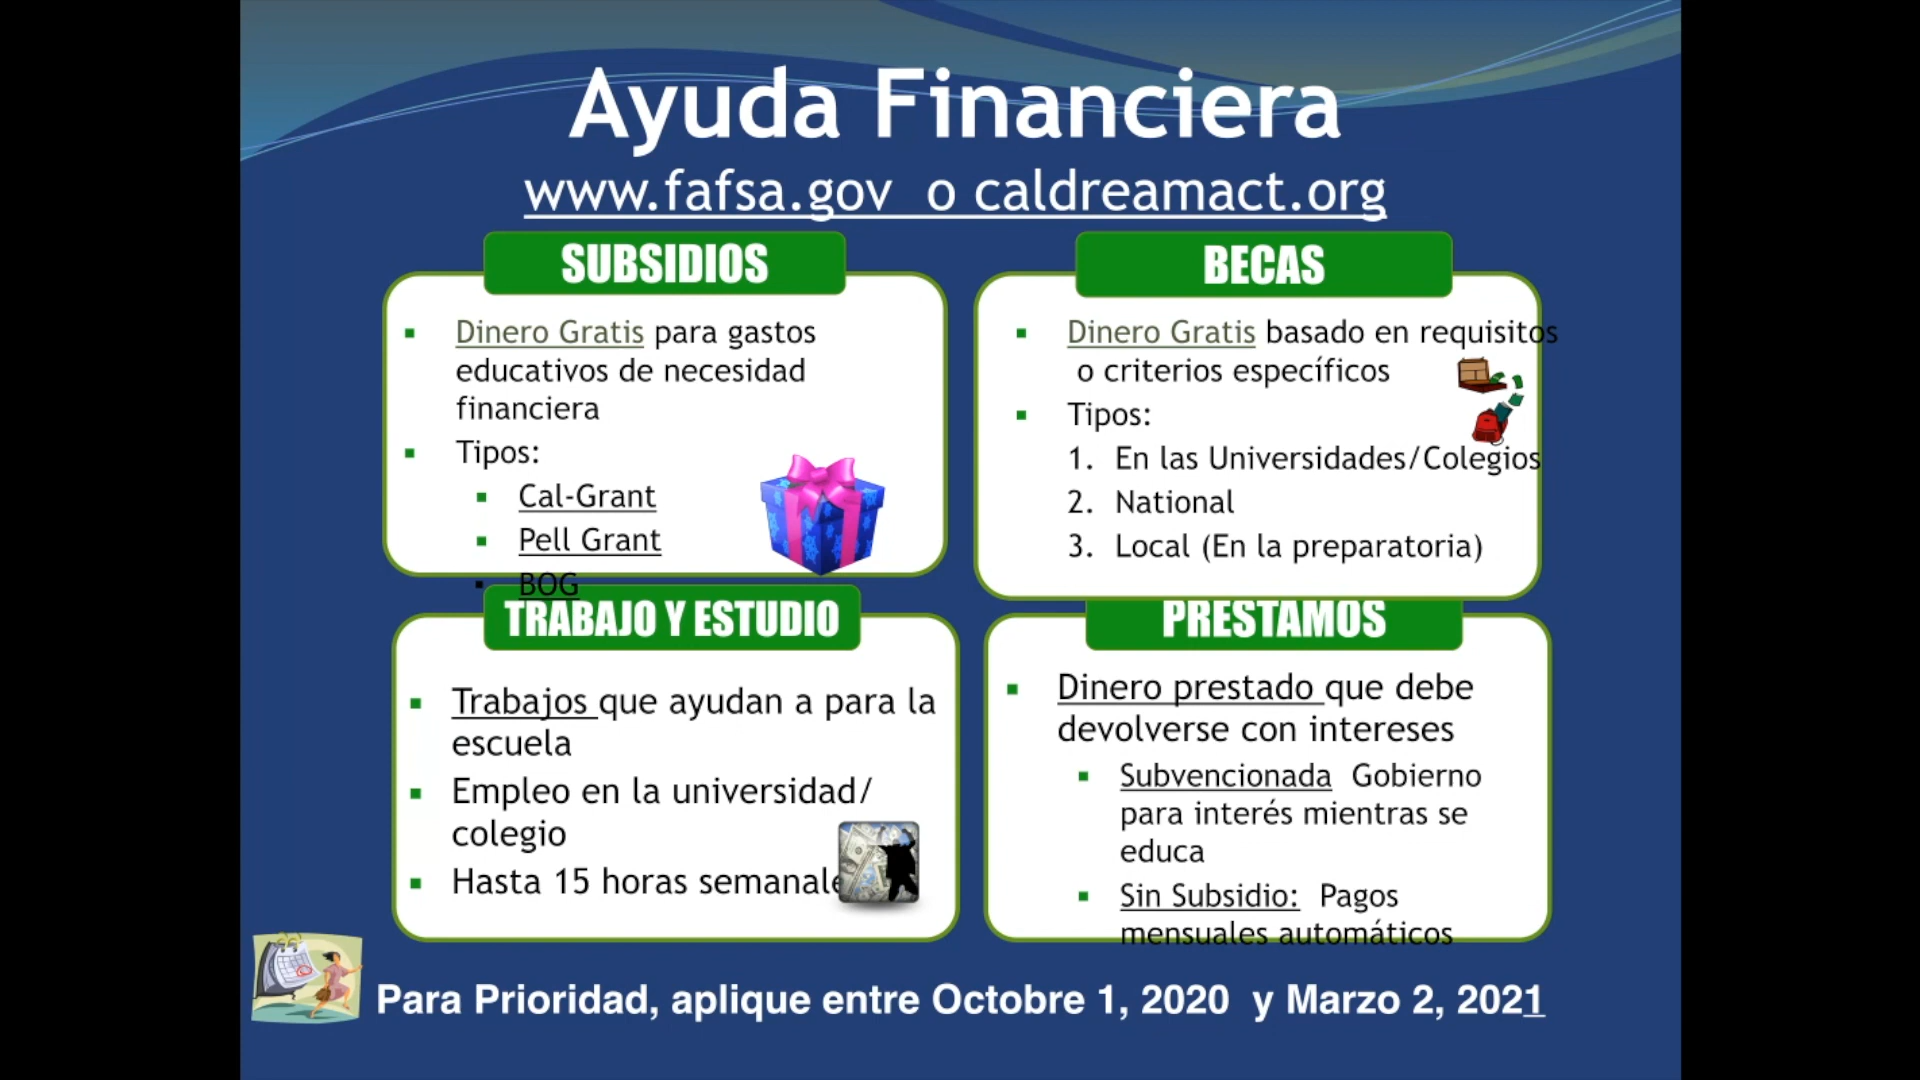 Ayuda Financiera
www.fafsa.gov  o caldreamact.org
SUBSIDIOS
Dinero Gratis para gastos
educativos de necesidad
financiera
Tipos:
Cal-Grant
Pell Grant
BOG
BECAS
Dinero Gratis basado en requisitos
o criterios específicos
Tipos:
1. En las Universidades/Colegios
2. National
3. Local (En la preparatoria)
TRABAJO Y ESTUDIO
Trabajos que ayudan a para la
escuela
Empleo en la universidad/
colegio
Hasta 15 horas semanale
PRESTAMOS
Dinero prestado que debe
devolverse con intereses
Subvencionada  Gobierno
para interés mientras se
educa
Sin Subsidio:  Pagos
mensuales automáticos
Para Prioridad, aplique entre Octobre 1, 2020  y Marzo 2, 2021